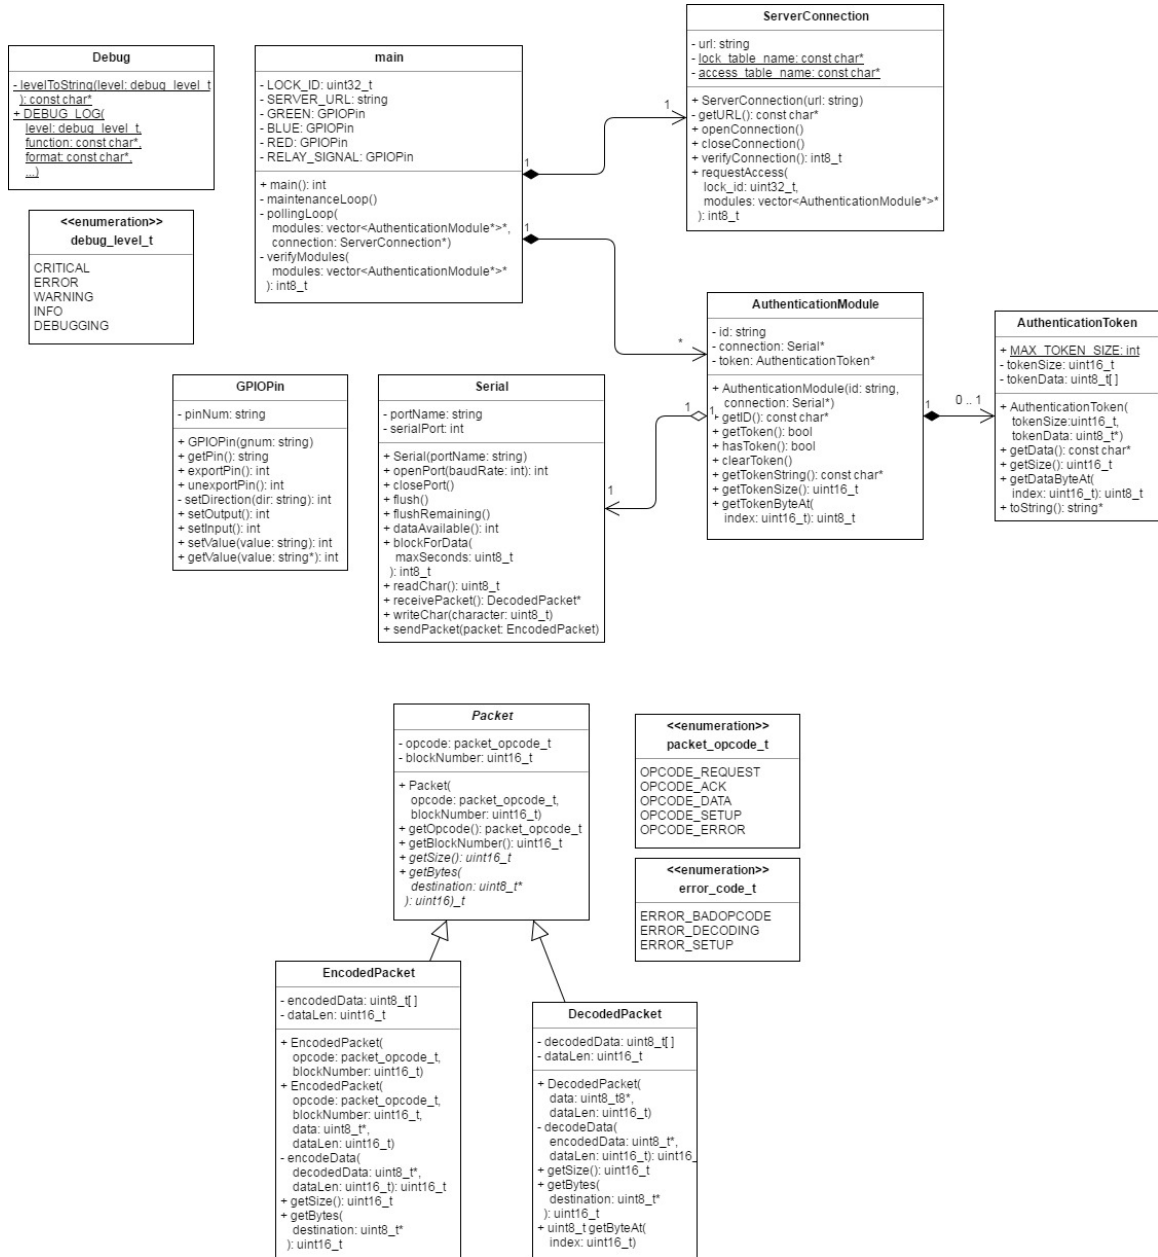 Debug
- levelToString(level: debug_level_t
): const char*
+ DEBUG_LOG(
level: debug_level_t,
function: const char*,
format: const char*,
...)
<<enumeration>>
debug_level_t
CRITICAL
ERROR
WARNING
INFO
DEBUGGING
main
- LOCK_ID: uint32_t
- SERVER_URL: string
- GREEN: GPIOPin
- BLUE: GPIOPin
- RED: GPIOPin
- RELAY_SIGNAL: GPIOPin
+ main(): int
- maintenanceLoop()
- pollingLoop(
modules: vector<AuthenticationModule*>*,
connection: ServerConnection*)
- verifyModules(
modules: vector<AuthenticationModule*>*
): int8_t
1
1
1
*
ServerConnection
- url: string
- lock_table_name: const char*
- access_table_name: const char*
+ ServerConnection(url: string)
- getURL(): const char*
+ openConnection()
+ closeConnection()
+ verifyConnection(): int8_t
+ requestAccess(
lock_id: uint32_t,
modules: vector<AuthenticationModule*>*
): int8_t
AuthenticationModule
- id: string
- connection: Serial*
- token: AuthenticationToken*
+ AuthenticationModule(id: string,
connection: Serial*)
+ getID(): const char*
+ getToken(): bool
+ hasToken(): bool
+ clearToken()
+ getTokenString(): const char*
+ getTokenSize(): uint16_t
+ getTokenByteAt(
index: uint16_t): uint8_t
1
1
1
1
0 .. 1
AuthenticationToken
+ MAX_TOKEN_SIZE: int
- tokenSize: uint16_t
- tokenData: uint8_t[ ]
+ AuthenticationToken(
tokenSize:uint16_t,
tokenData: uint8_t*)
+ getData(): const char*
+ getSize(): uint16_t
+ getDataByteAt(
index: uint16_t): uint8_t
+ toString(): string*
GPIOPin
- pinNum: string
+ GPIOPin(gnum: string)
+ getPin(): string
+ exportPin(): int
+ unexportPin(): int
- setDirection(dir: string): int
+ setOutput(): int
+ setInput(): int
+ setValue(value: string): int
+ getValue(value: string*): int
Serial
- portName: string
- serialPort: int
+ Serial(portName: string)
+ openPort(baudRate: int): int
+ closePort()
+ flush()
+ flushRemaining()
+ dataAvailable(): int
+ blockForData(
maxSeconds: uint8_t
): int8_t
+ readChar(): uint8_t
+ receivePacket(): DecodedPacket*
+ writeChar(character: uint8_t)
+ sendPacket(packet: EncodedPacket)
Packet
- opcode: packet_opcode_t
- blockNumber: uint16_t
+ Packet(
opcode: packet_opcode_t,
blockNumber: uint16_t)
+ getOpcode(): packet_opcode_t
+ getBlockNumber(): uint16_t
+ getSize(): uint16_t
+ getBytes(
destination: uint8_t*
): uint16)_t
<<enumeration>>
packet_opcode_t
OPCODE_REQUEST
OPCODE_ACK
OPCODE_DATA
OPCODE_SETUP
OPCODE_ERROR
<<enumeration>>
error_code_t
ERROR_BADOPCODE
ERROR_DECODING
ERROR_SETUP
EncodedPacket
- encodedData: uint8_t[ ]
- dataLen: uint16_t
+ EncodedPacket(
opcode: packet_opcode_t,
blockNumber: uint16_t)
+ EncodedPacket(
opcode: packet_opcode_t,
blockNumber: uint16_t,
data: uint8_t*,
dataLen: uint16_t)
- encodeData(
decodedData: uint8_t*,
dataLen: uint16_t): uint16_t
+ getSize(): uint16_t
+ getBytes(
destination: uint8_t*
): uint16_t
DecodedPacket
- decodedData: uint8_t[ ]
- dataLen: uint16_t
+ DecodedPacket(
data: uint8_t8*,
dataLen: uint16_t)
- decodeData(
encodedData: uint8_t*,
dataLen: uint16_t): uint16_
+ getSize(): uint16_t
+ getBytes(
destination: uint8_t*
): uint16_t
+ uint8_t getByteAt(
index: uint16_t)